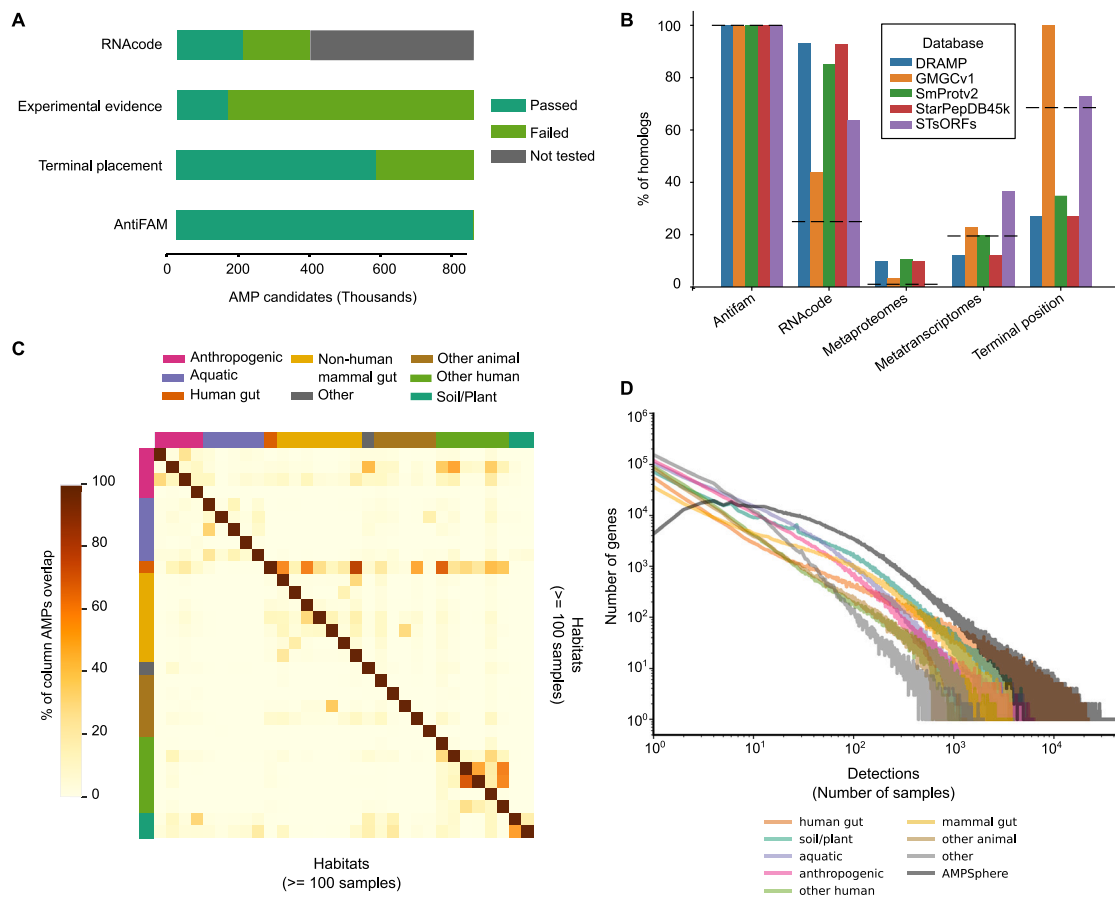 A
RNAcode
Experimental evidence
Terminal placement
AntiFAM
0 200 400 600 800
AMP candidates (Thousands)
Passed
Failed
Not tested
B
% of homologs
100
80
60
40
20
0
Database
DRAMP
GMGCv1
SmProtv2
StarPepDB45k
STsORFs
Antifam
RNAcode
Metaproteomes
Metatranscriptomes
Terminal position
C
Anthropogenic
Aquatic
Human gut
Non-human
mammal gut
Other
Other animal
Other human
Soil/Plant
% of column AMPs overlap
100
80
60
40
20
0
Habitats
(>= 100 samples)
Habitats
(>= 100 samples)
D
Number of genes
10^6
10^5
10^4
10^3
10^2
10^1
10^0
10^0 10^1 10^2 10^3 10^4
Detections
(Number of samples)
human gut
soil/plant
aquatic
anthropogenic
other human
mammal gut
other animal
other
AMPSphere